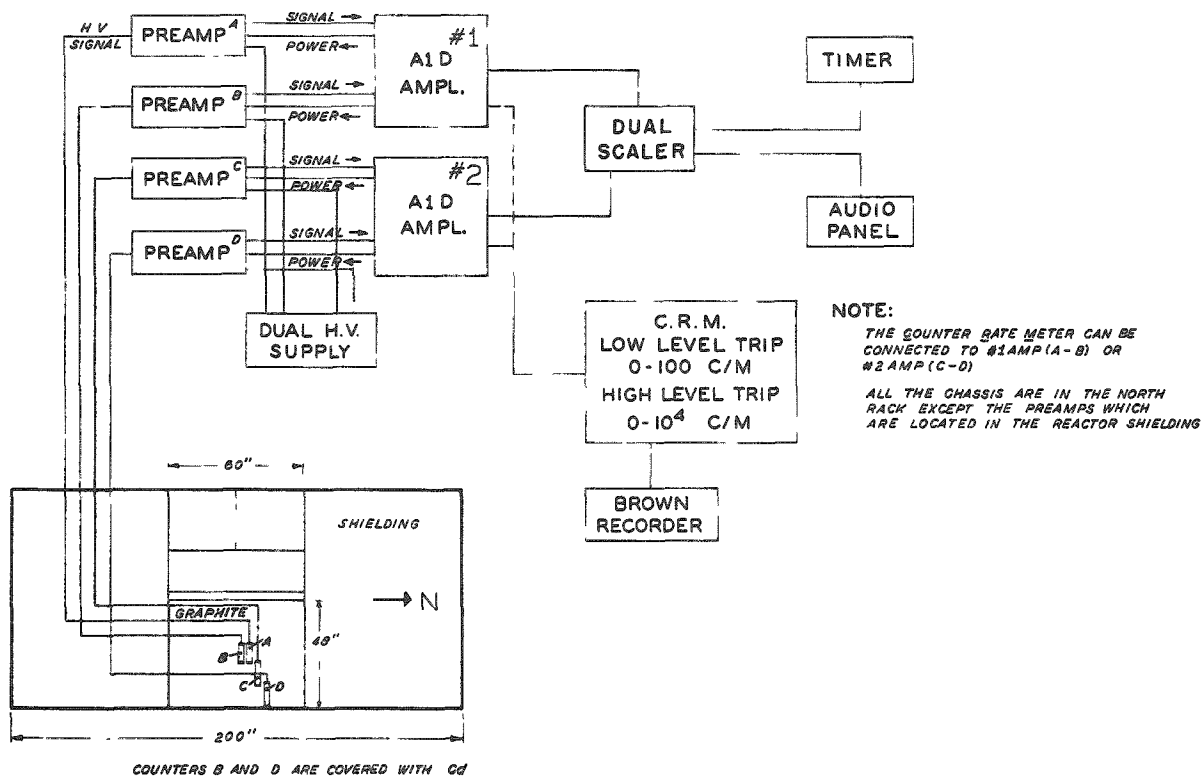 H V
SIGNAL
PREAMP A
SIGNAL →
POWER ←
#1
A1D
AMPL.
PREAMP B
SIGNAL →
POWER ←
PREAMP C
SIGNAL →
POWER ←
#2
A1D
AMPL.
PREAMP D
SIGNAL →
POWER ←
DUAL H.V.
SUPPLY
DUAL
SCALER
TIMER
AUDIO
PANEL
C.R.M.
LOW LEVEL TRIP
0-100 C/M
HIGH LEVEL TRIP
0-10⁴ C/M
BROWN
RECORDER
NOTE:
THE COUNTER RATE METER CAN BE
CONNECTED TO #1AMP (A-B) OR
#2 AMP (C-D)
ALL THE CHASSIS ARE IN THE NORTH
RACK EXCEPT THE PREAMPS WHICH
ARE LOCATED IN THE REACTOR SHIELDING
60"
SHIELDING
→ N
GRAPHITE
48"
A
B
C
D
200"
COUNTERS B AND D ARE COVERED WITH Cd